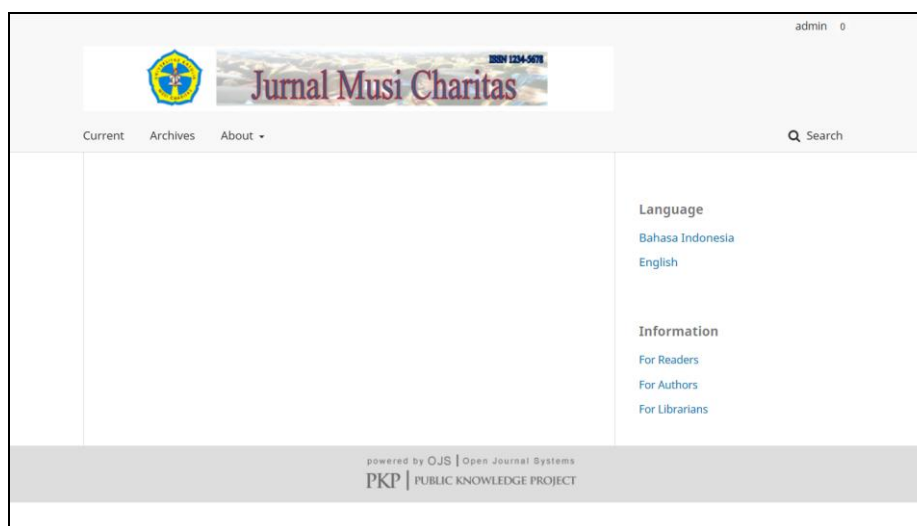 admin 0
ISSN 1234-5678
Jurnal Musi Charitas
Current Archives About
Search
Language
Bahasa Indonesia
English
Information
For Readers
For Authors
For Librarians
powered by OJS | Open Journal Systems
PKP | PUBLIC KNOWLEDGE PROJECT